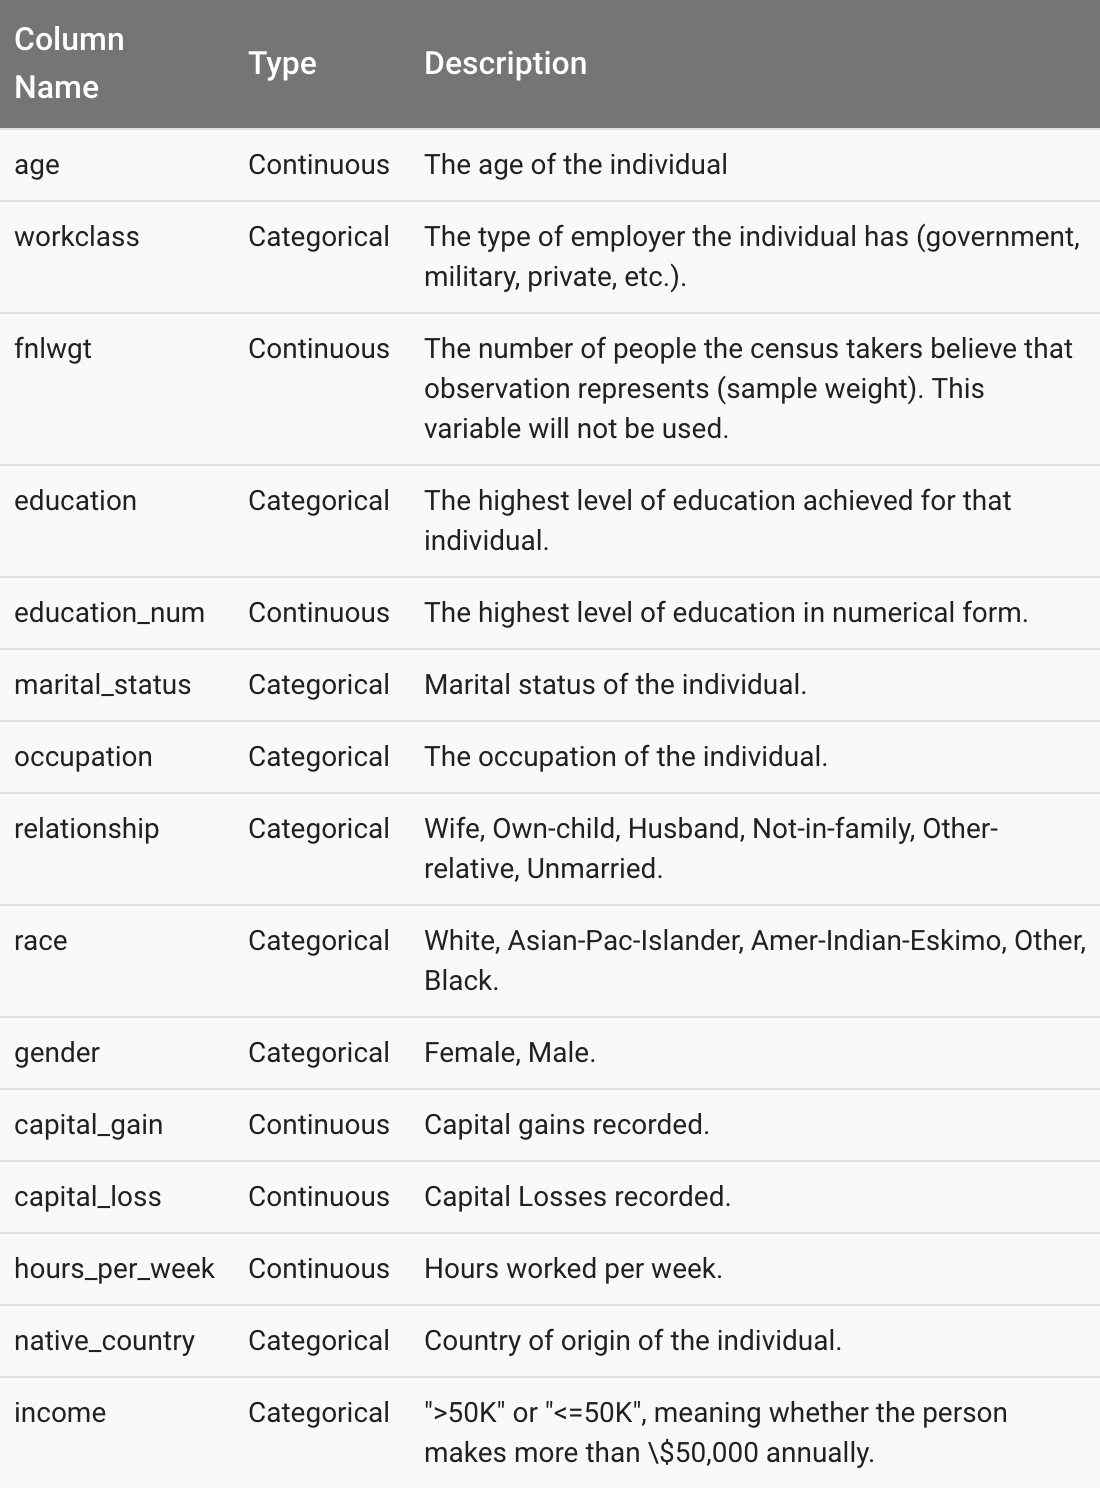 Column Name Type Description
age Continuous The age of the individual
workclass Categorical The type of employer the individual has (government,
military, private, etc.).
fnlwgt Continuous The number of people the census takers believe that
observation represents (sample weight). This
variable will not be used.
education Categorical The highest level of education achieved for that
individual.
education_num Continuous The highest level of education in numerical form.
marital_status Categorical Marital status of the individual.
occupation Categorical The occupation of the individual.
relationship Categorical Wife, Own-child, Husband, Not-in-family, Other-
relative, Unmarried.
race Categorical White, Asian-Pac-Islander, Amer-Indian-Eskimo, Other,
Black.
gender Categorical Female, Male.
capital_gain Continuous Capital gains recorded.
capital_loss Continuous Capital Losses recorded.
hours_per_week Continuous Hours worked per week.
native_country Categorical Country of origin of the individual.
income Categorical ">50K" or "<=50K", meaning whether the person
makes more than \$50,000 annually.